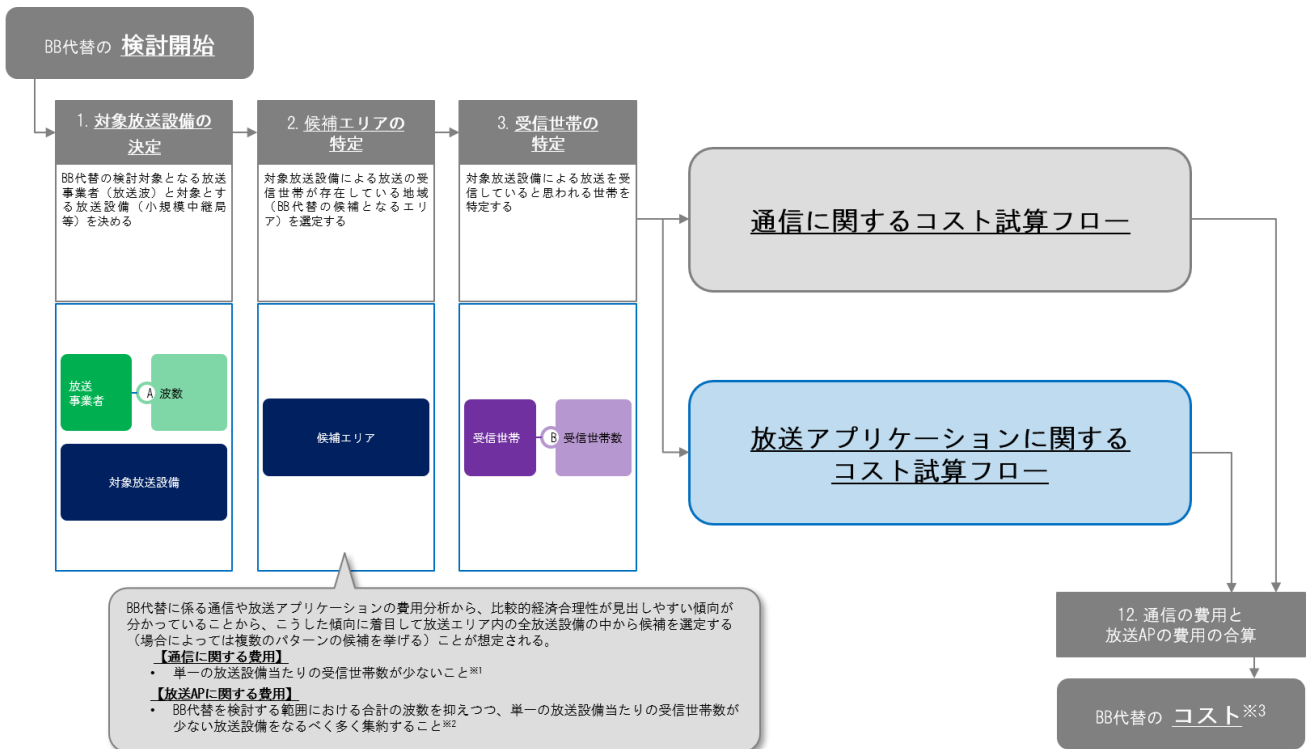 BB代替の 検討開始
1. 対象放送設備の
決定
BB代替の検討対象となる放送
事業者（放送波）と対象とす
る放送設備（小規模中継局
等）を決める
放送
事業者
A
波数
対象放送設備
2. 候補エリアの
特定
対象放送設備による放送の受
信世帯が存在している地域
（BB代替の候補となるエリ
ア）を選定する
候補エリア
3. 受信世帯の
特定
対象放送設備による放送を受
信していると思われる世帯を
特定する
受信世帯
B
受信世帯数
通信に関するコスト試算フロー
放送アプリケーションに関する
コスト試算フロー
BB代替に係る通信や放送アプリケーションの費用分析から、比較的経済合理性が見出しやすい傾向が
分かっていることから、こうした傾向に着目して放送エリア内の全放送設備の中から候補を選定する
（場合によっては複数のパターンの候補を挙げる）ことが想定される。
【通信に関する費用】
• 単一の放送設備当たりの受信世帯数が少ないこと※1
【放送APに関する費用】
• BB代替を検討する範囲における合計の波数を抑えつつ、単一の放送設備当たりの受信世帯数が
少ない放送設備をなるべく多く集約すること※2
12. 通信の費用と
放送APの費用の合算
BB代替の コスト※3